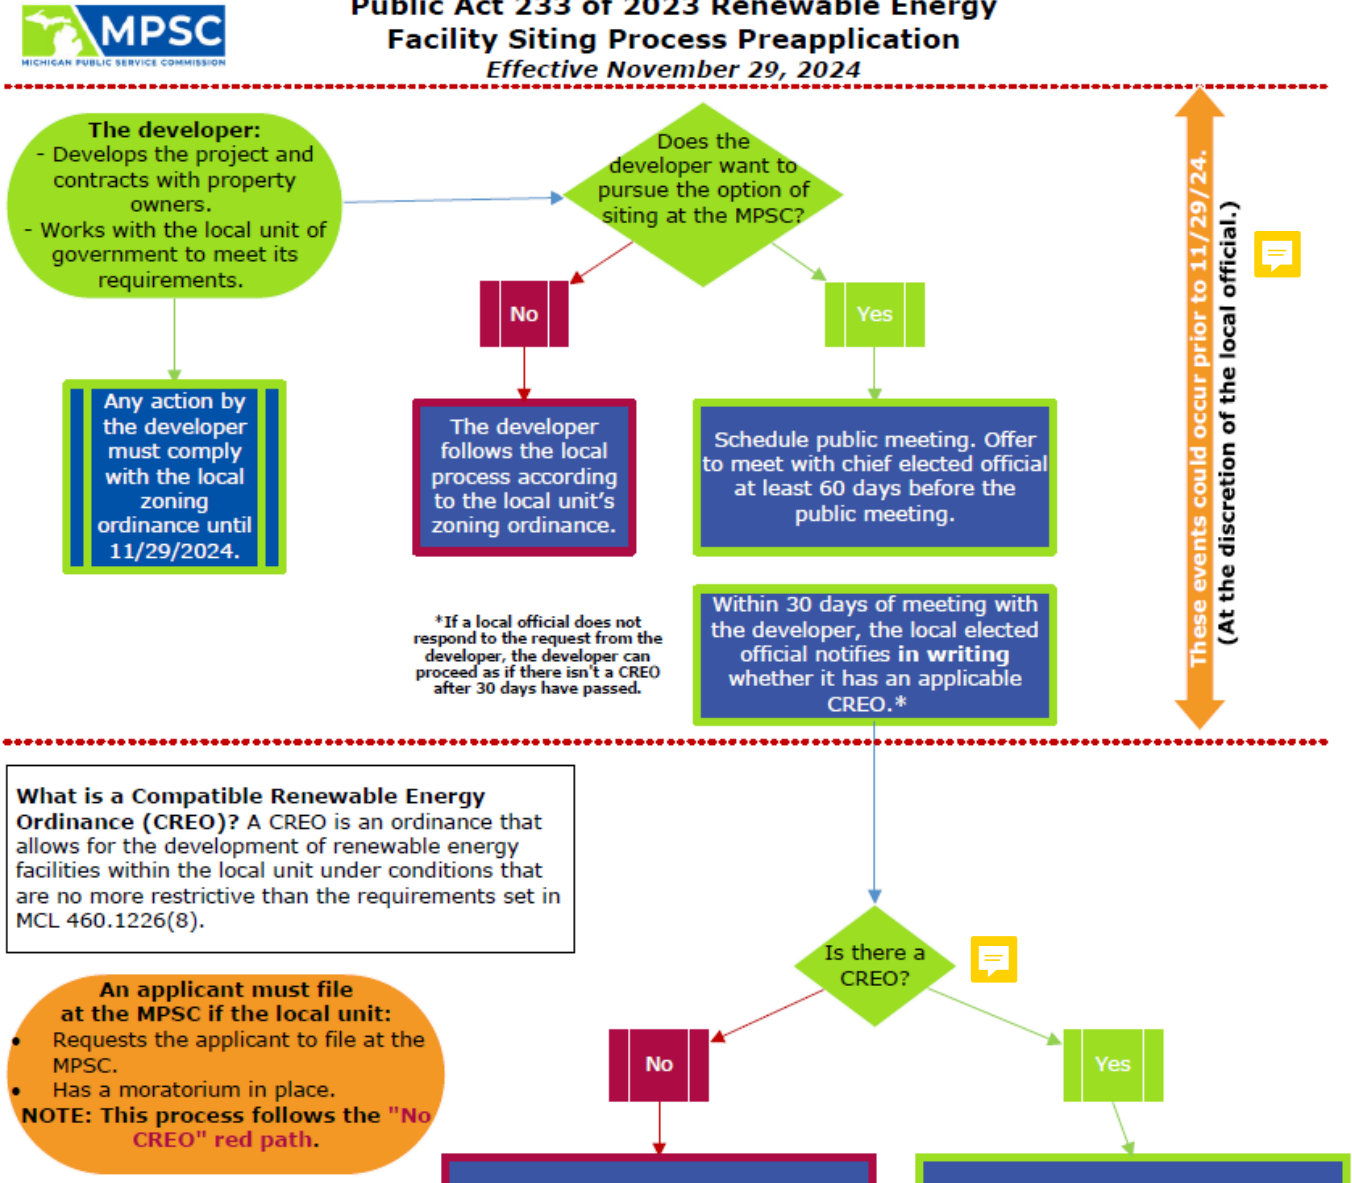 Public Act 233 of 2023 Renewable Energy
Facility Siting Process Preapplication
Effective November 29, 2024
MPSC
MICHIGAN PUBLIC SERVICE COMMISSION
The developer:
- Develops the project and
contracts with property
owners.
- Works with the local unit of
government to meet its
requirements.
Does the
developer want to
pursue the option of
siting at the MPSC?
No
Yes
Any action by
the developer
must comply
with the local
zoning
ordinance until
11/29/2024.
The developer
follows the local
process according
to the local unit's
zoning ordinance.
Schedule public meeting. Offer
to meet with chief elected official
at least 60 days before the
public meeting.
*If a local official does not
respond to the request from the
developer, the developer can
proceed as if there isn't a CREO
after 30 days have passed.
Within 30 days of meeting with
the developer, the local elected
official notifies in writing
whether it has an applicable
CREO.*
These events could occur prior to 11/29/24.
(At the discretion of the local official.)
What is a Compatible Renewable Energy
Ordinance (CREO)? A CREO is an ordinance that
allows for the development of renewable energy
facilities within the local unit under conditions that
are no more restrictive than the requirements set in
MCL 460.1226(8).
Is there a
CREO?
An applicant must file
at the MPSC if the local unit:
• Requests the applicant to file at the
MPSC.
• Has a moratorium in place.
NOTE: This process follows the "No
CREO" red path.
No
Yes